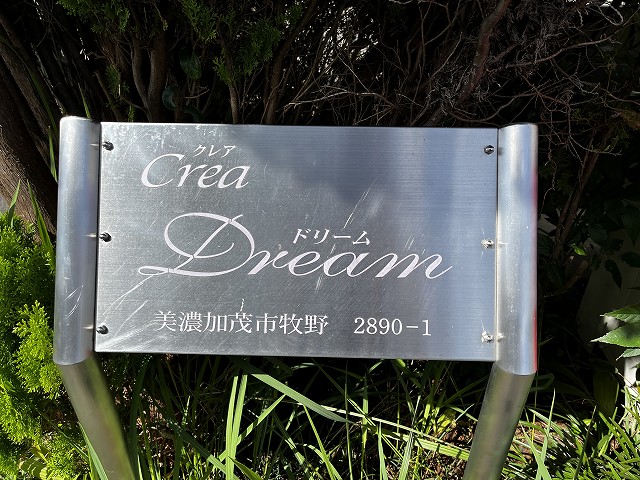 クレア
Crea
ドリーム
Dream
美濃加茂市牧野 2890-1